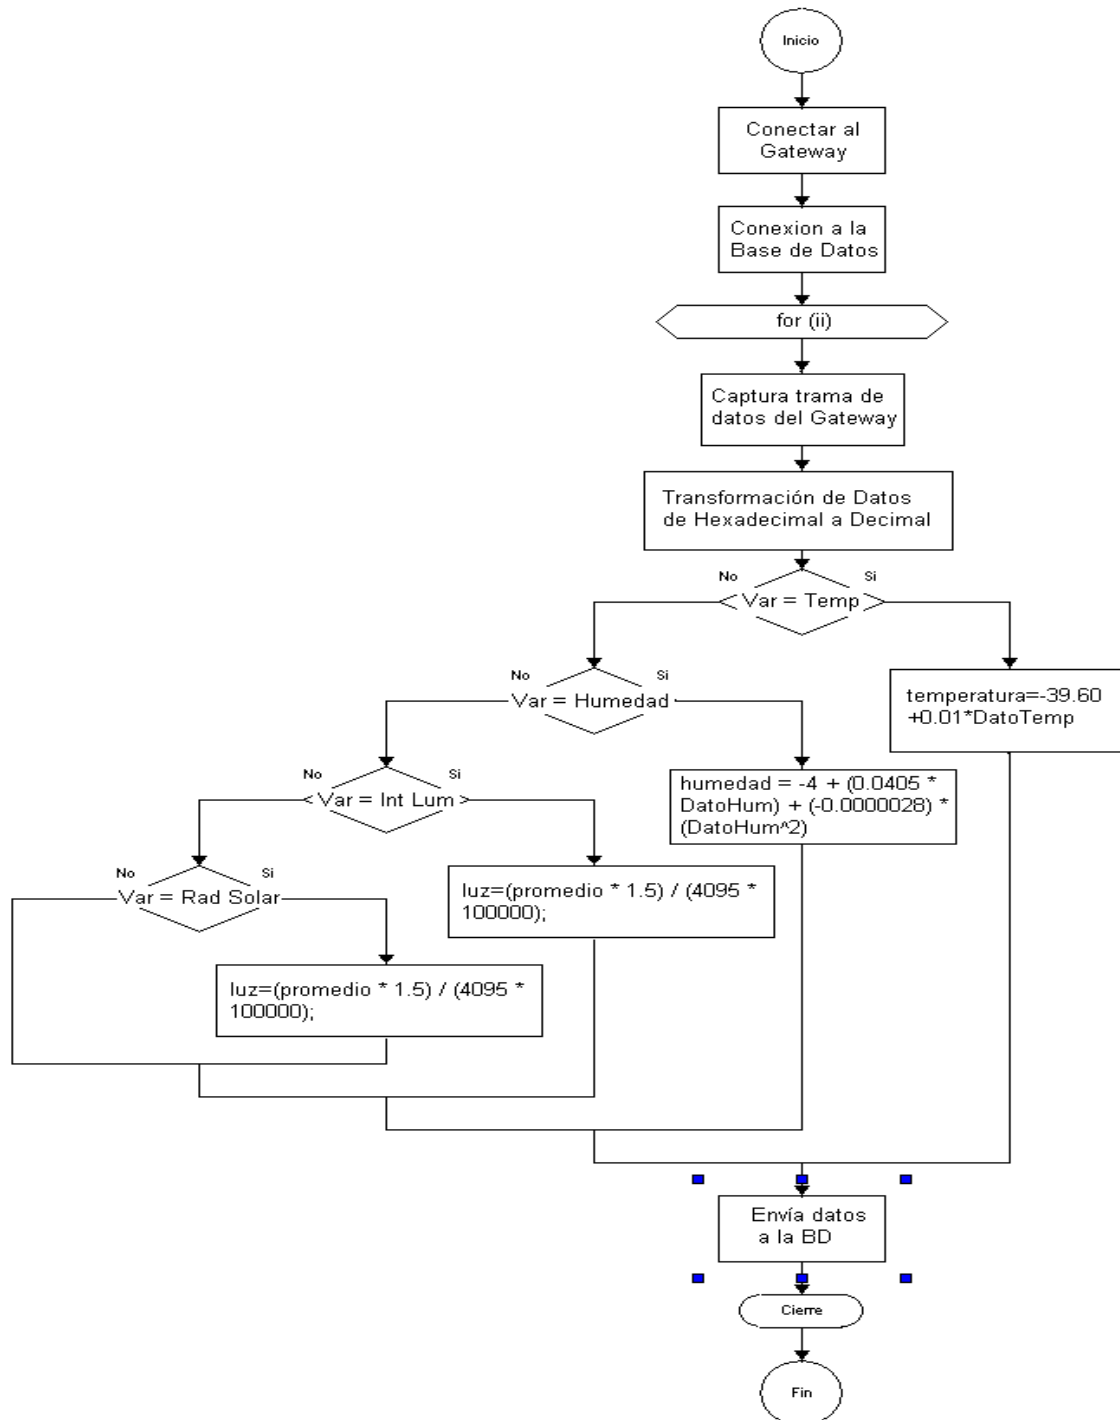 Inicio
Conectar al
Gateway
Conexion a la
Base de Datos
for (ii)
Captura trama de
datos del Gateway
Transformación de Datos
de Hexadecimal a Decimal
No
Si
Var = Temp
No
Si
Var = Humedad
temperatura=-39.60
+0.01*DatoTemp
No
Si
Var = Int Lum
humedad = -4 + (0.0405 *
DatoHum) + (-0.0000028) *
(DatoHum^2)
No
Si
Var = Rad Solar
luz=(promedio * 1.5) / (4095 *
100000);
luz=(promedio * 1.5) / (4095 *
100000);
Envía datos
a la BD
Cierre
Fin